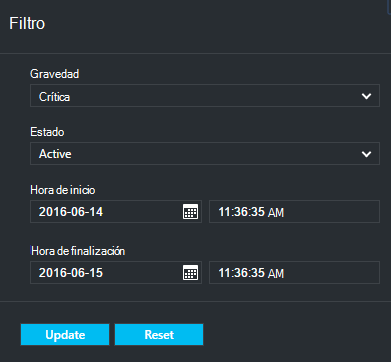 Filtro
Gravedad
Crítica
Estado
Active
Hora de inicio
2016-06-14 11:36:35 AM
Hora de finalización
2016-06-15 11:36:35 AM
Update Reset